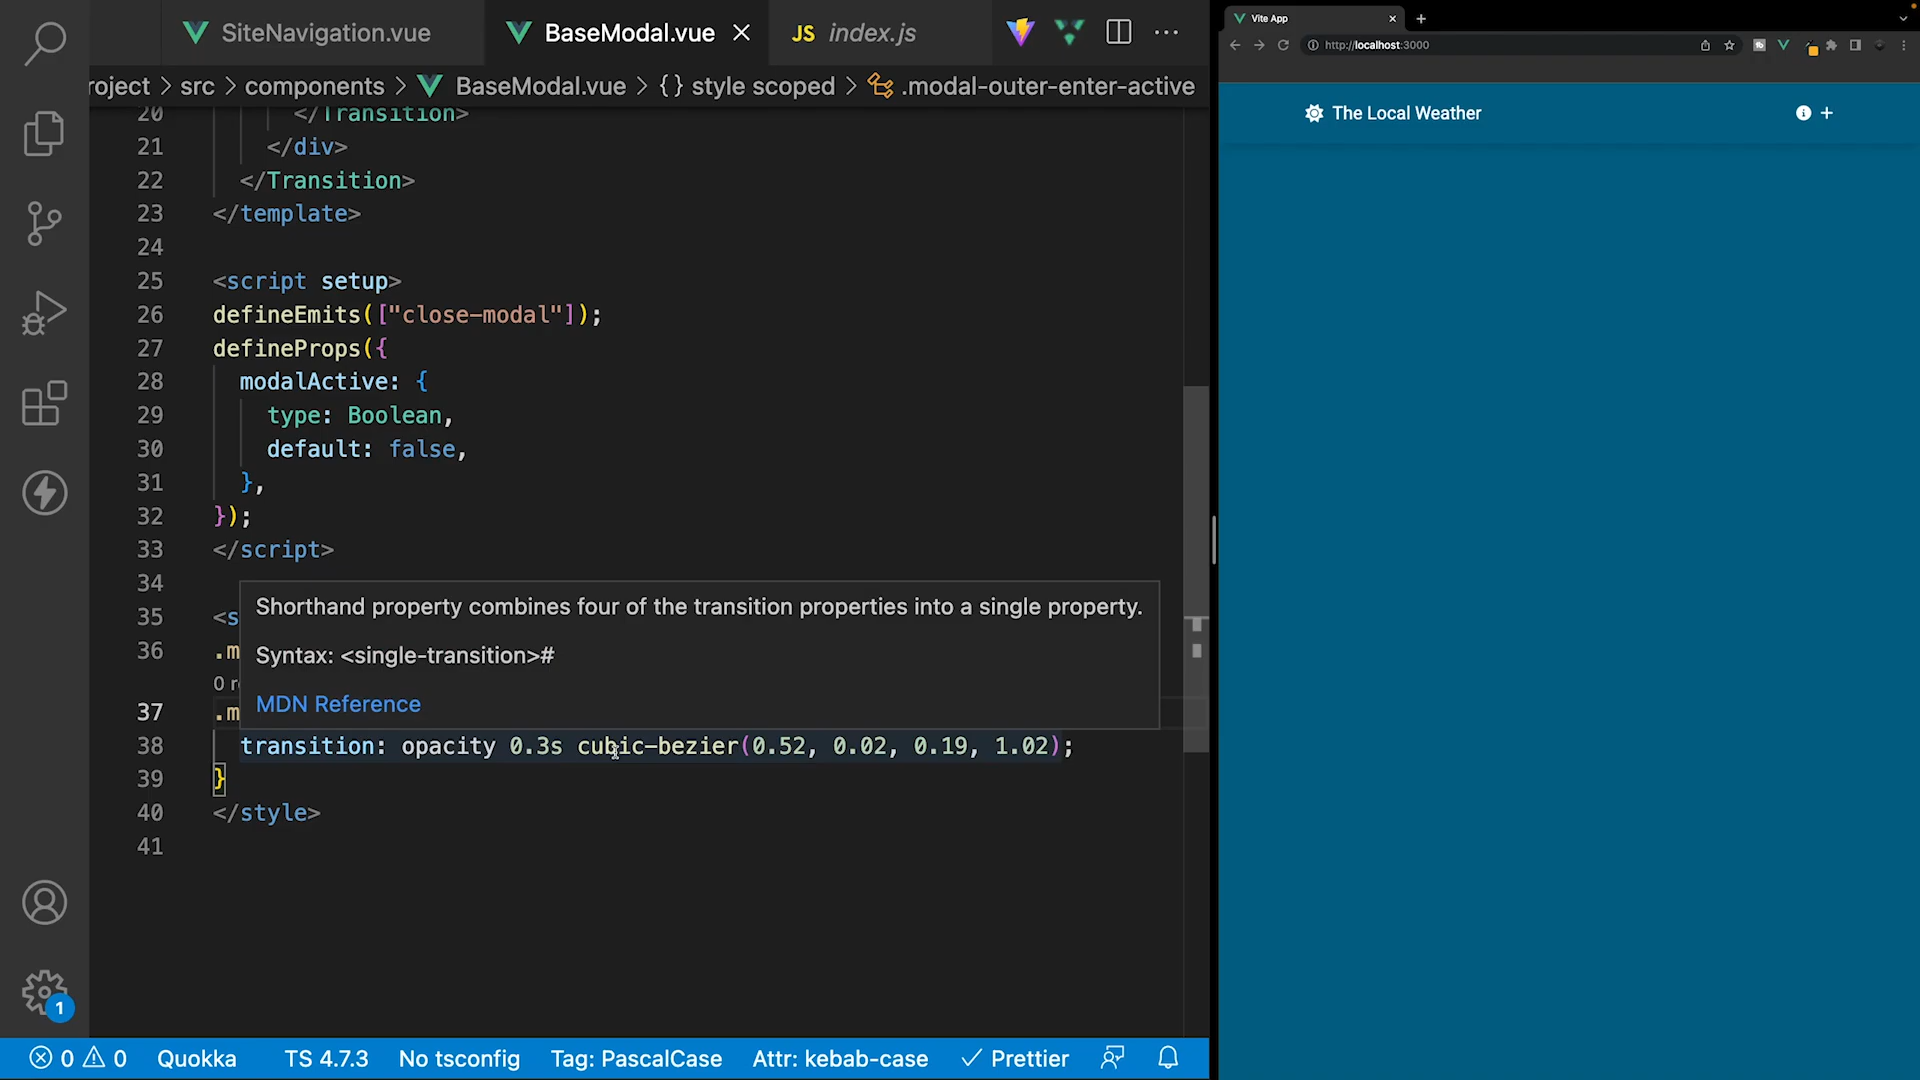 SiteNavigation.vue
BaseModal.vue
JS index.js
roject > src > components > BaseModal.vue > {} style scoped > .modal-outer-enter-active
20 </Transition>
21 </div>
22 </Transition>
23 </template>
24
25 <script setup>
26 defineEmits(["close-modal"]);
27 defineProps({
28 modalActive: {
29 type: Boolean,
30 default: false,
31 },
32 });
33 </script>
34
Shorthand property combines four of the transition properties into a single property.
35 <s
36 .m
Syntax: <single-transition>#
0 re
MDN Reference
37 .m
38 transition: opacity 0.3s cubic-bezier(0.52, 0.02, 0.19, 1.02);
39 }
40 </style>
41
1
0 0 Quokka TS 4.7.3 No tsconfig Tag: PascalCase Attr: kebab-case Prettier
Vite App
http://localhost:3000
The Local Weather